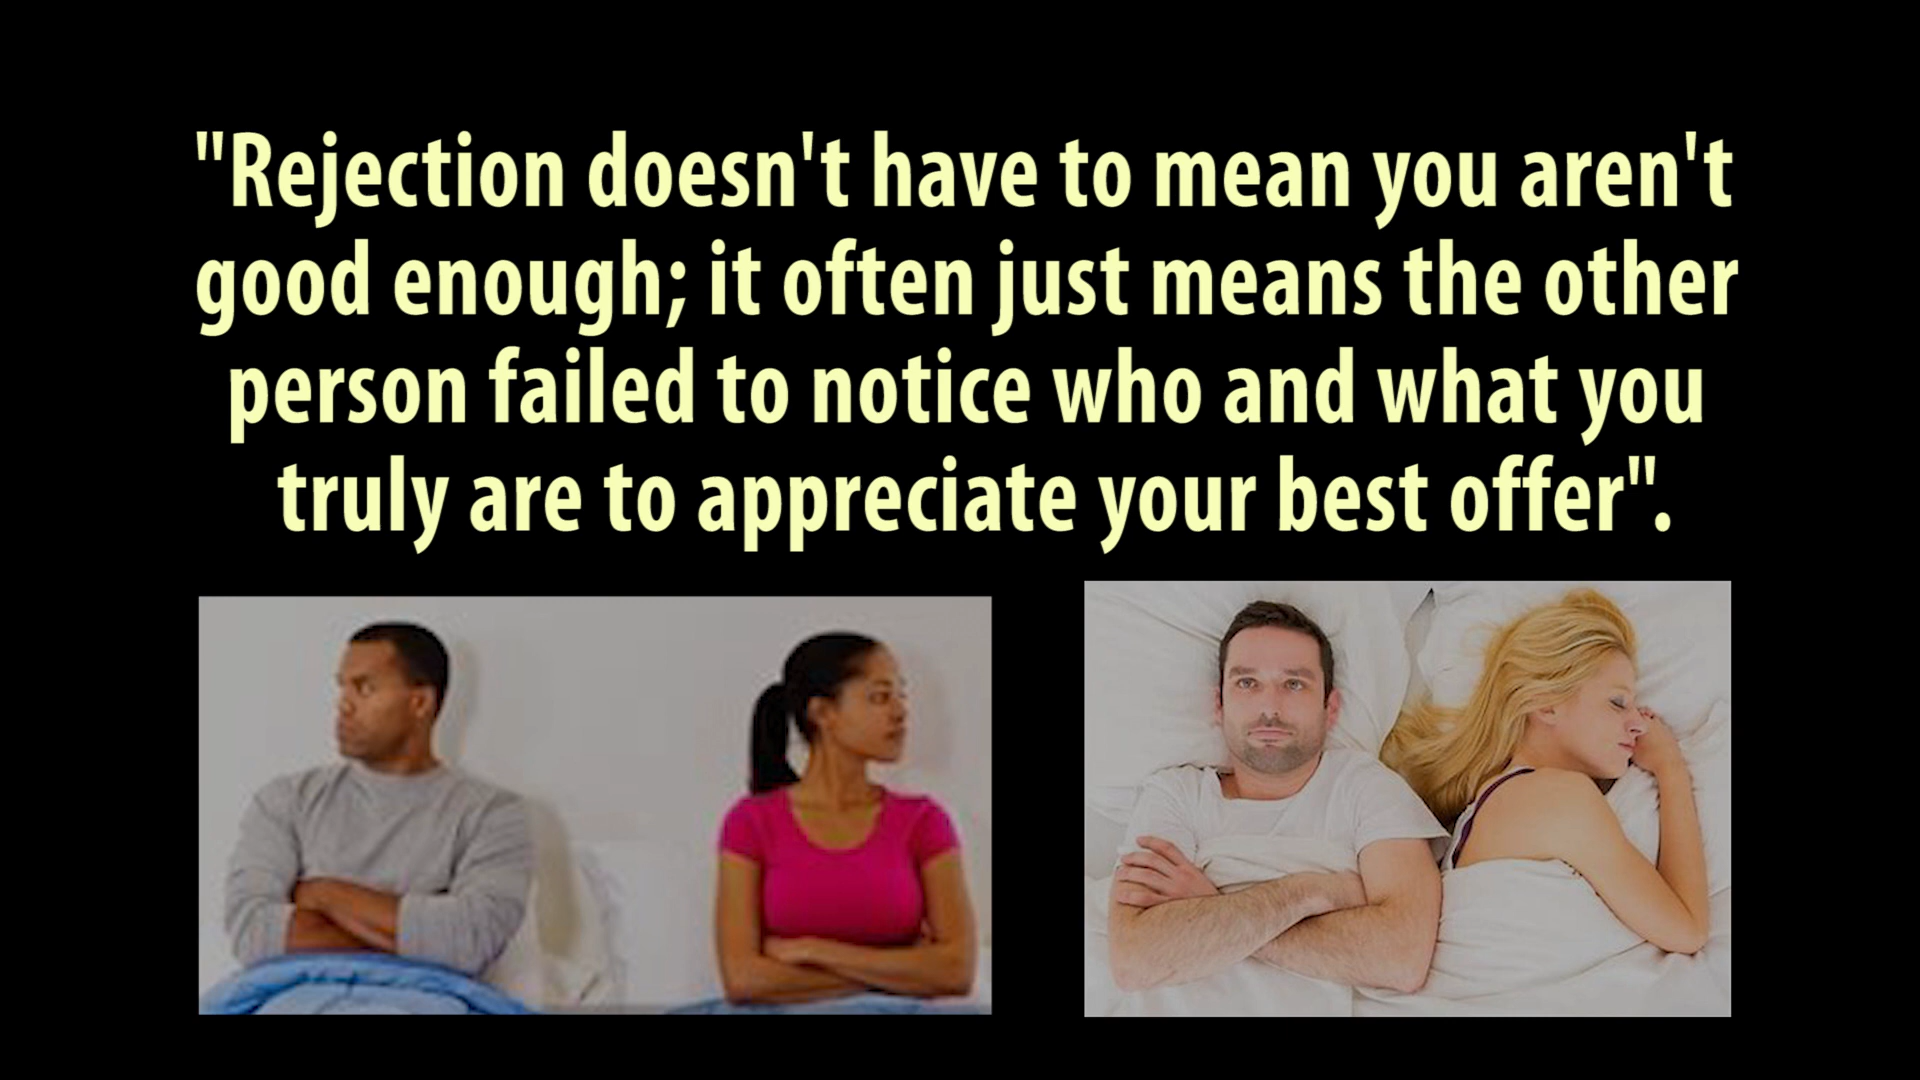 "Rejection doesn't have to mean you aren't
good enough; it often just means the other
person failed to notice who and what you
truly are to appreciate your best offer".